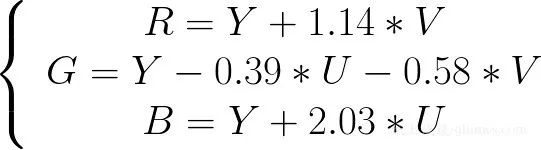 R = Y + 1.14 * V
G = Y − 0.39 * U − 0.58 * V
B = Y + 2.03 * U